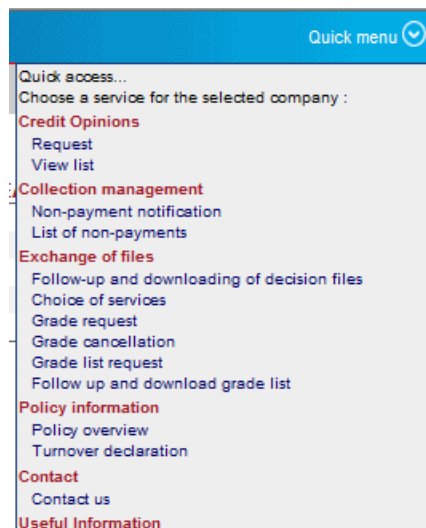 Quick menu
Quick access...
Choose a service for the selected company :
Credit Opinions
Request
View list
Collection management
Non-payment notification
List of non-payments
Exchange of files
Follow-up and downloading of decision files
Choice of services
Grade request
Grade cancellation
Grade list request
Follow up and download grade list
Policy information
Policy overview
Turnover declaration
Contact
Contact us
Useful Information